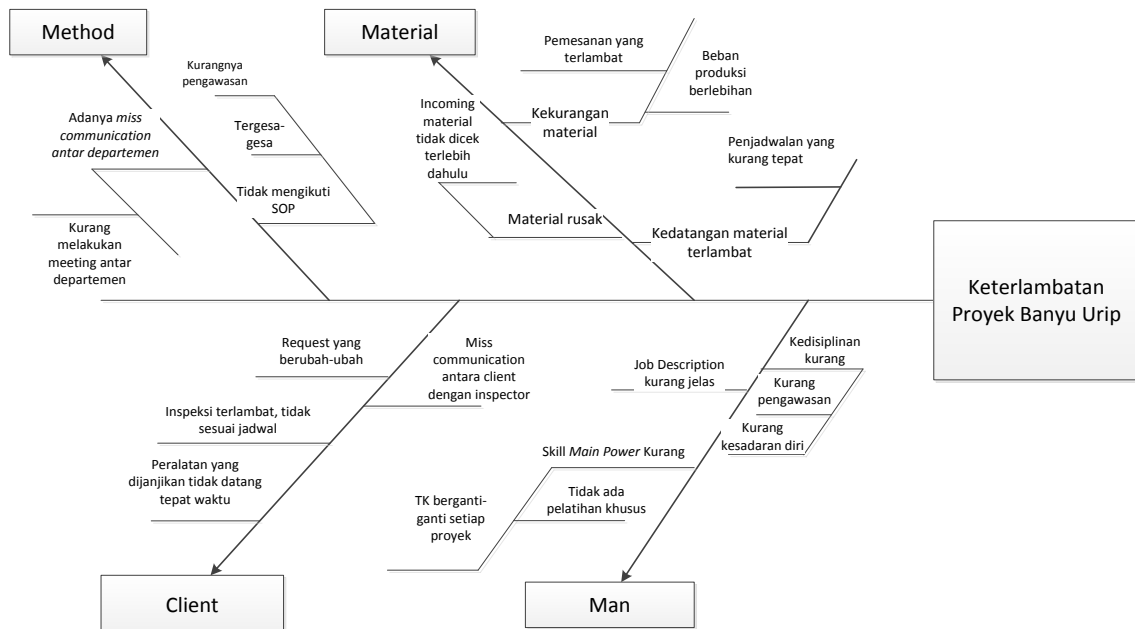 Method
Material
Kurangnya
pengawasan
Adanya miss
communication
antar departemen
Tergesa-
gesa
Tidak mengikuti
SOP
Kurang
melakukan
meeting antar
departemen
Pemesanan yang
terlambat
Beban
produksi
berlebihan
Incoming
material
tidak dicek
terlebih
dahulu
Kekurangan
material
Penjadwalan yang
kurang tepat
Material rusak
Kedatangan material
terlambat
Keterlambatan
Proyek Banyu Urip
Request yang
berubah-ubah
Miss
communication
antara client
dengan inspector
Inspeksi terlambat, tidak
sesuai jadwal
Peralatan yang
dijanjikan tidak datang
tepat waktu
Job Description
kurang jelas
Kedisiplinan
kurang
Kurang
pengawasan
Kurang
kesadaran diri
Skill Main Power Kurang
TK berganti-
ganti setiap
proyek
Tidak ada
pelatihan khusus
Client
Man